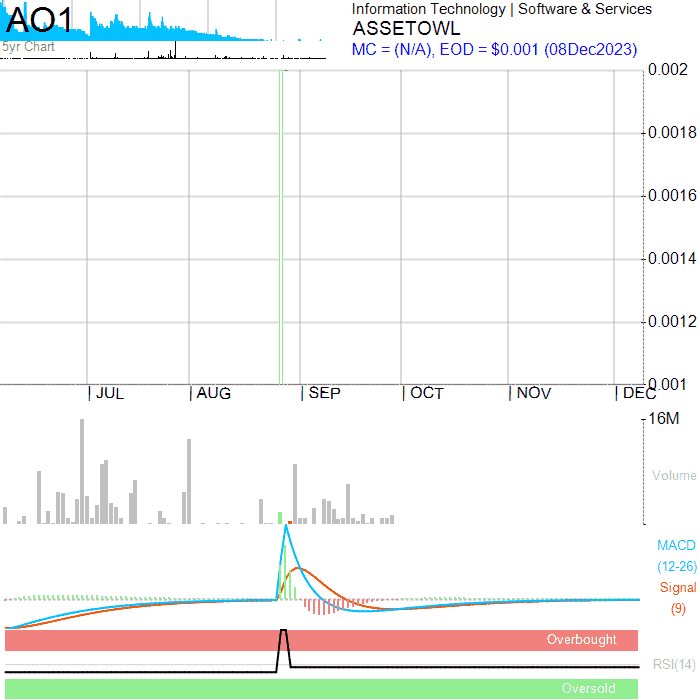 AO1
Information Technology | Software & Services
ASSETOWL
5yr Chart
MC = (N/A), EOD = $0.001 (08Dec2023)
0.002
0.0018
0.0016
0.0014
0.0012
0.001
JUL
AUG
SEP
OCT
NOV
DEC
16M
Volume
MACD
(12-26)
Signal
(9)
Overbought
RSI(14)
Oversold